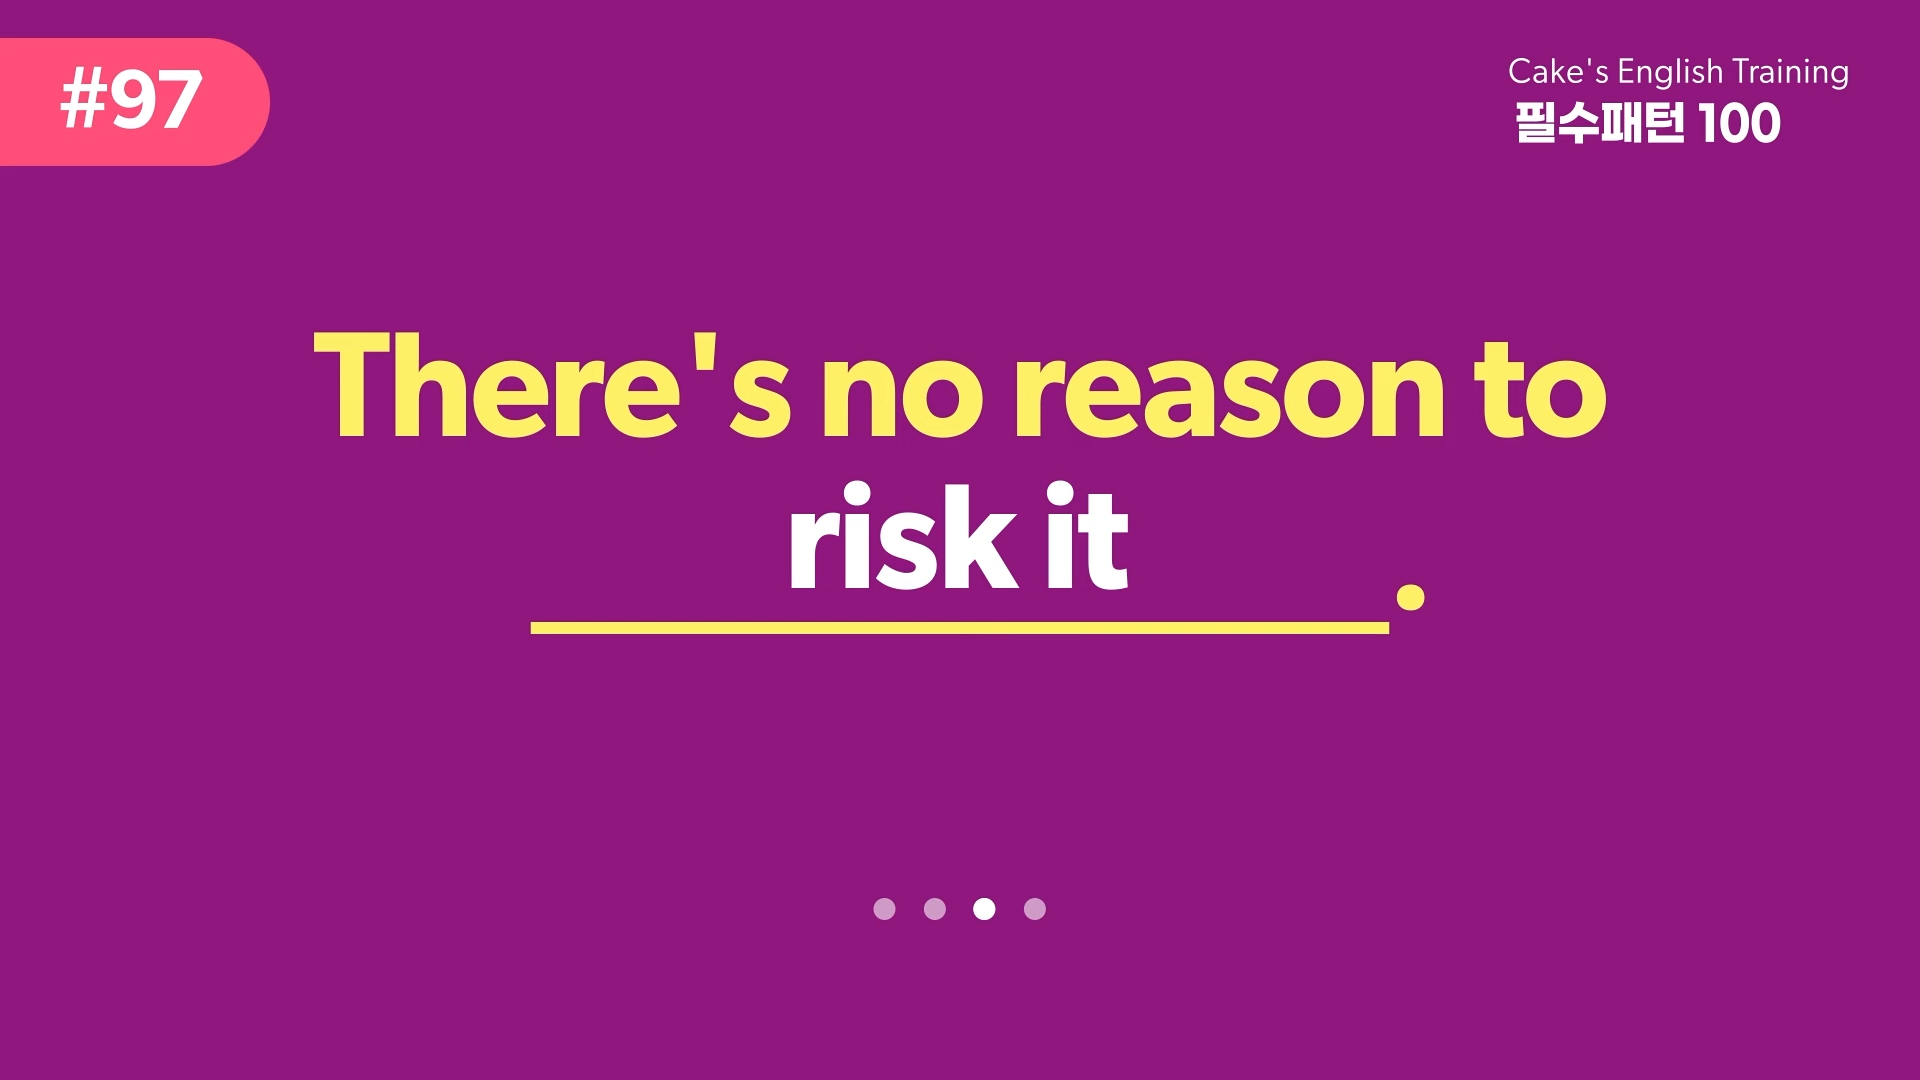 #97
Cake's English Training
필수패턴 100
There's no reason to
risk it.